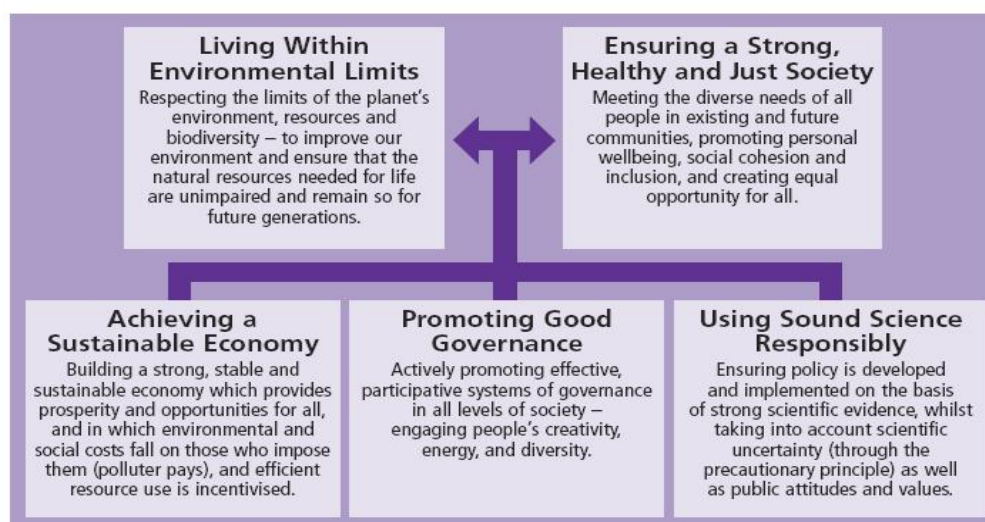 Living Within
Environmental Limits
Respecting the limits of the planet's
environment, resources and
biodiversity – to improve our
environment and ensure that the
natural resources needed for life
are unimpaired and remain so for
future generations.
Ensuring a Strong,
Healthy and Just Society
Meeting the diverse needs of all
people in existing and future
communities, promoting personal
wellbeing, social cohesion and
inclusion, and creating equal
opportunity for all.
Achieving a
Sustainable Economy
Building a strong, stable and
sustainable economy which provides
prosperity and opportunities for all,
and in which environmental and
social costs fall on those who impose
them (polluter pays), and efficient
resource use is incentivised.
Promoting Good
Governance
Actively promoting effective,
participative systems of governance
in all levels of society –
engaging people's creativity,
energy, and diversity.
Using Sound Science
Responsibly
Ensuring policy is developed
and implemented on the basis
of strong scientific evidence, whilst
taking into account scientific
uncertainty (through the
precautionary principle) as well
as public attitudes and values.